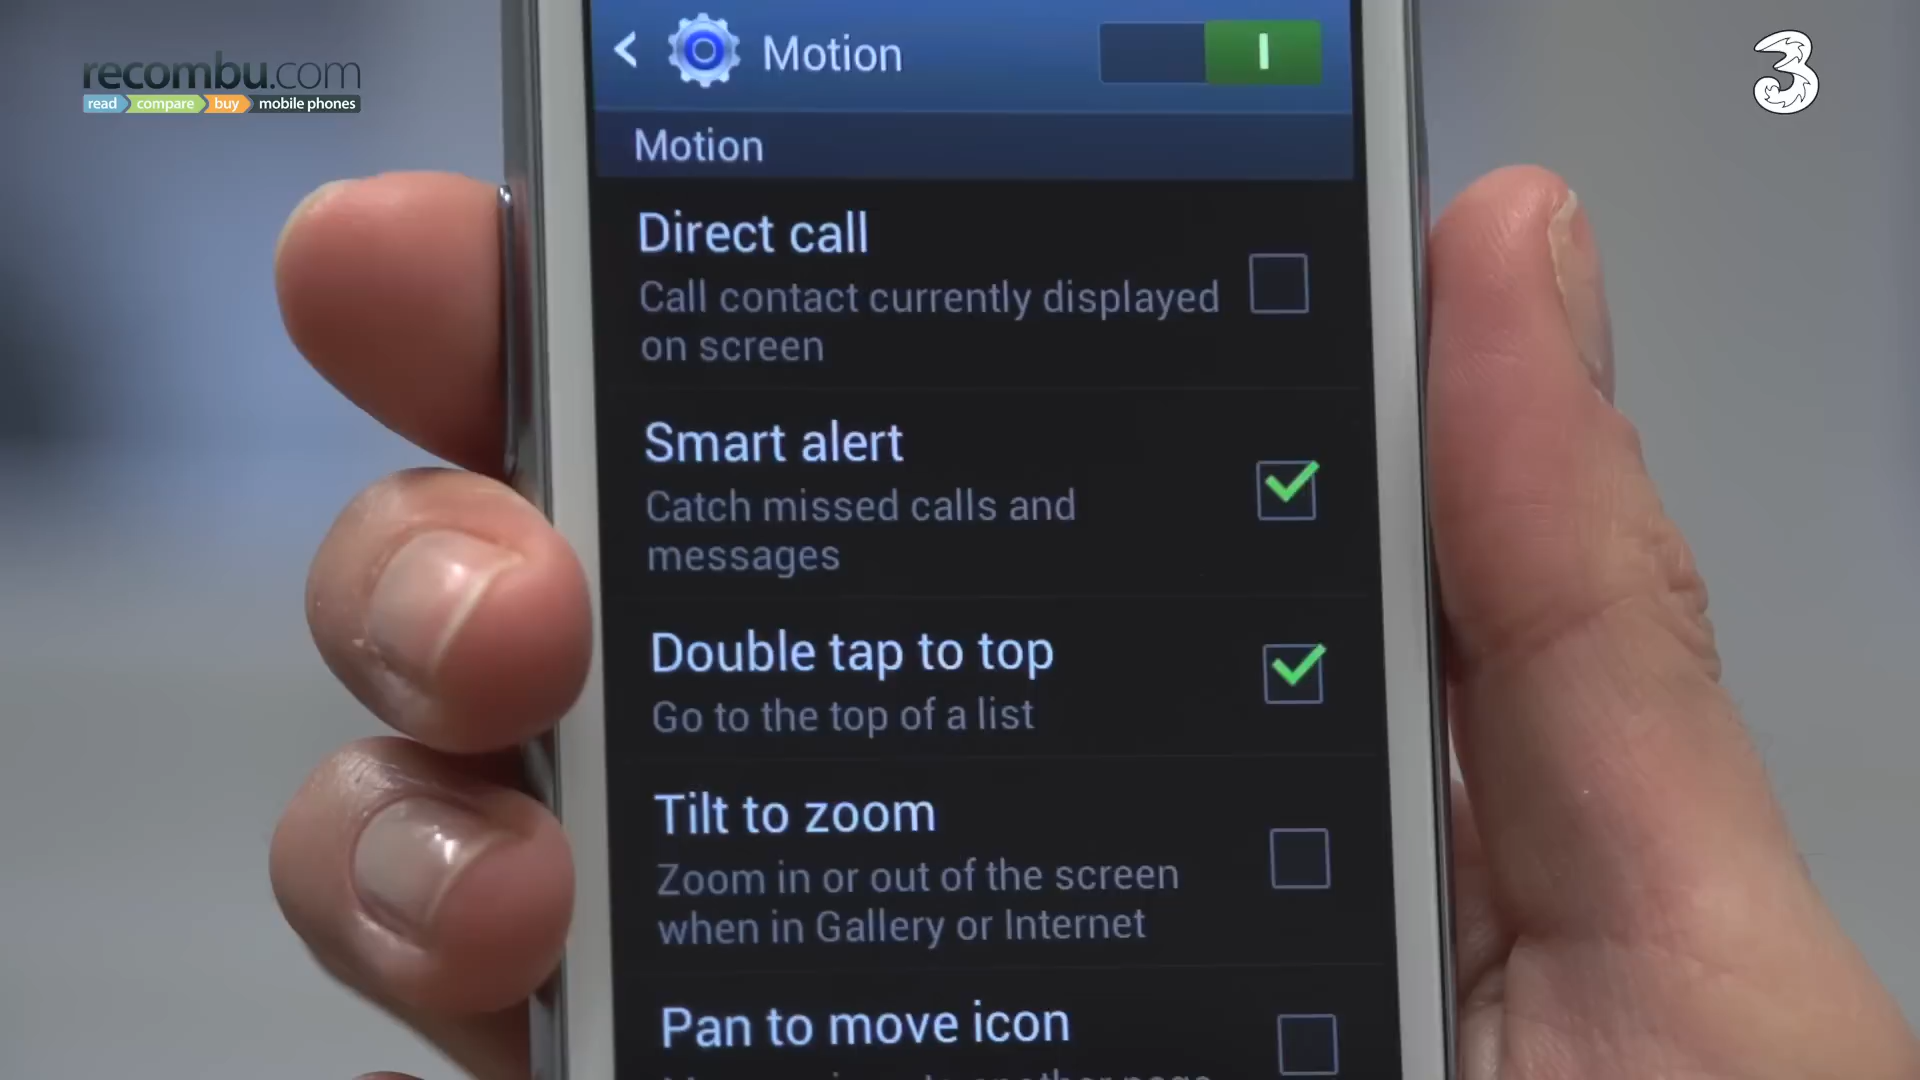 recombu.com
read compare buy mobile phones
3
Motion
Motion
Direct call
Call contact currently displayed
on screen
Smart alert
Catch missed calls and
messages
Double tap to top
Go to the top of a list
Tilt to zoom
Zoom in or out of the screen
when in Gallery or Internet
Pan to move icon